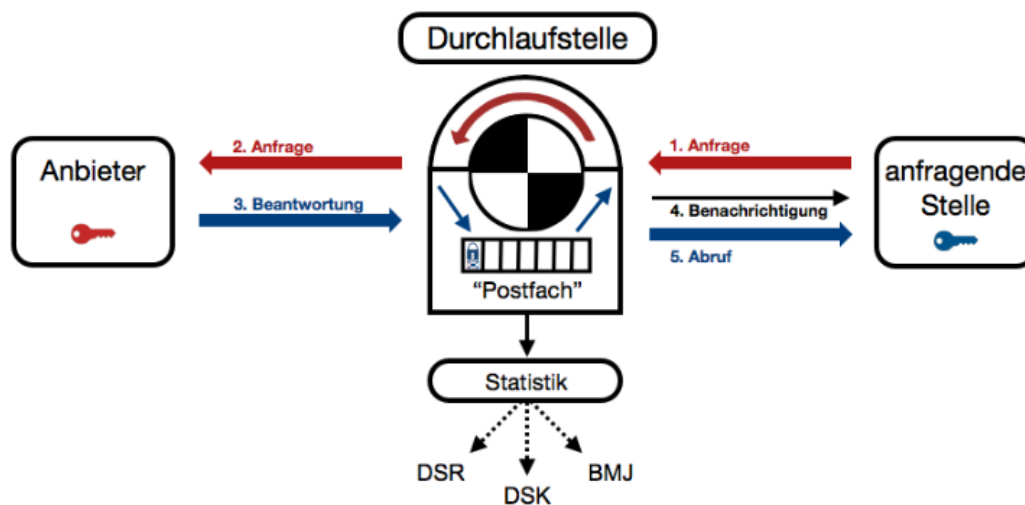 Durchlaufstelle
Anbieter
2. Anfrage
3. Beantwortung
1. Anfrage
4. Benachrichtigung
5. Abruf
anfragende
Stelle
“Postfach”
Statistik
DSR
DSK
BMJ